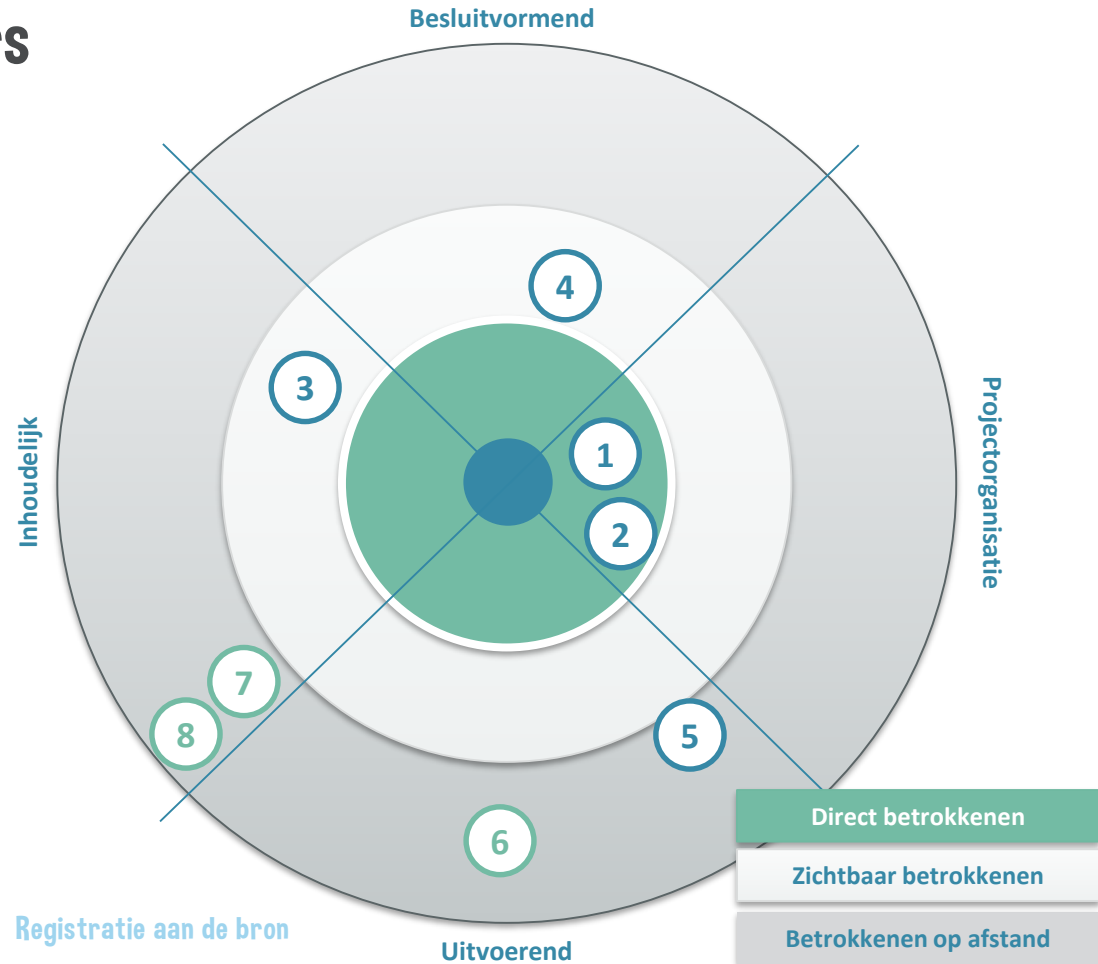 Besluitvormend
rs
4
3
Inhoudelijk
Projectorganisatie
1
2
7
8
5
6
Direct betrokkenen
Zichtbaar betrokkenen
Betrokkenen op afstand
Registratie aan de bron
Uitvoerend